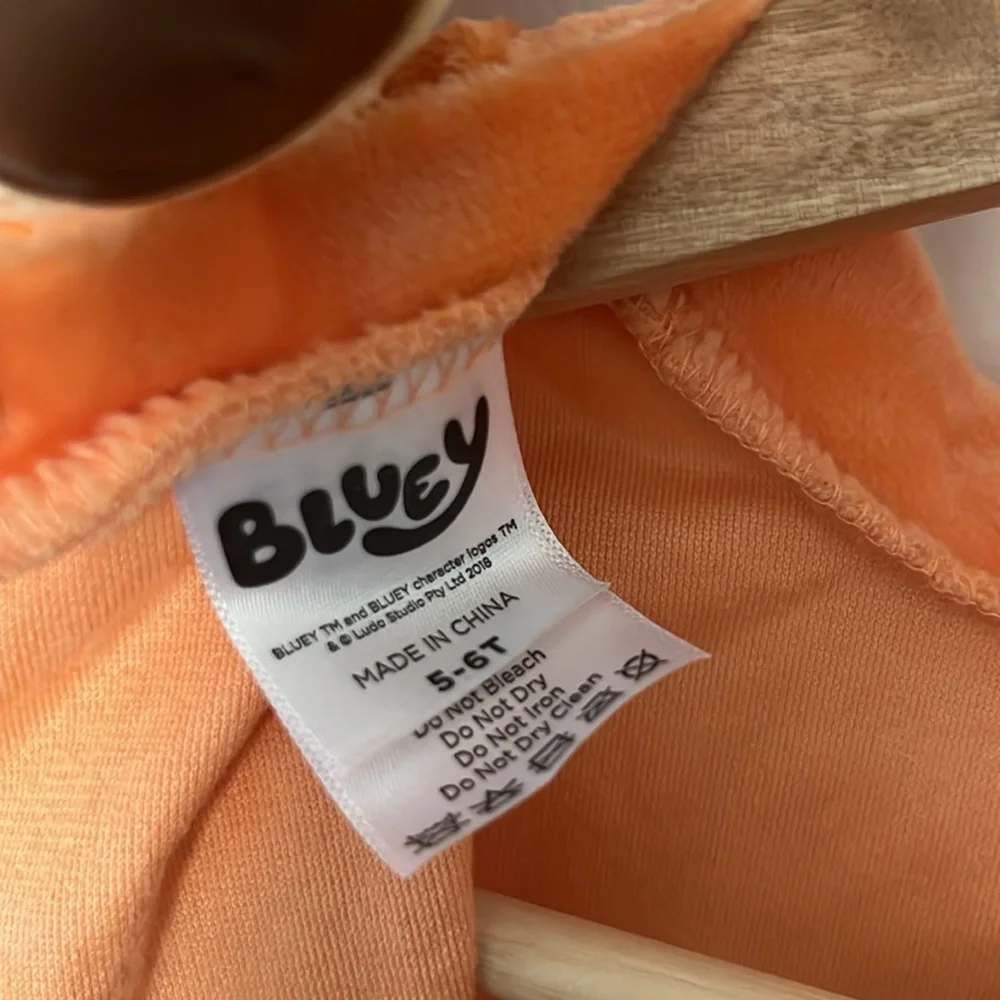 BLUEY
BLUEY TM and BLUEY character logos TM
& © Ludo Studio Pty Ltd 2018
MADE IN CHINA
5-6T
Do Not Bleach
Do Not Dry
Do Not Iron
Do Not Dry Clean